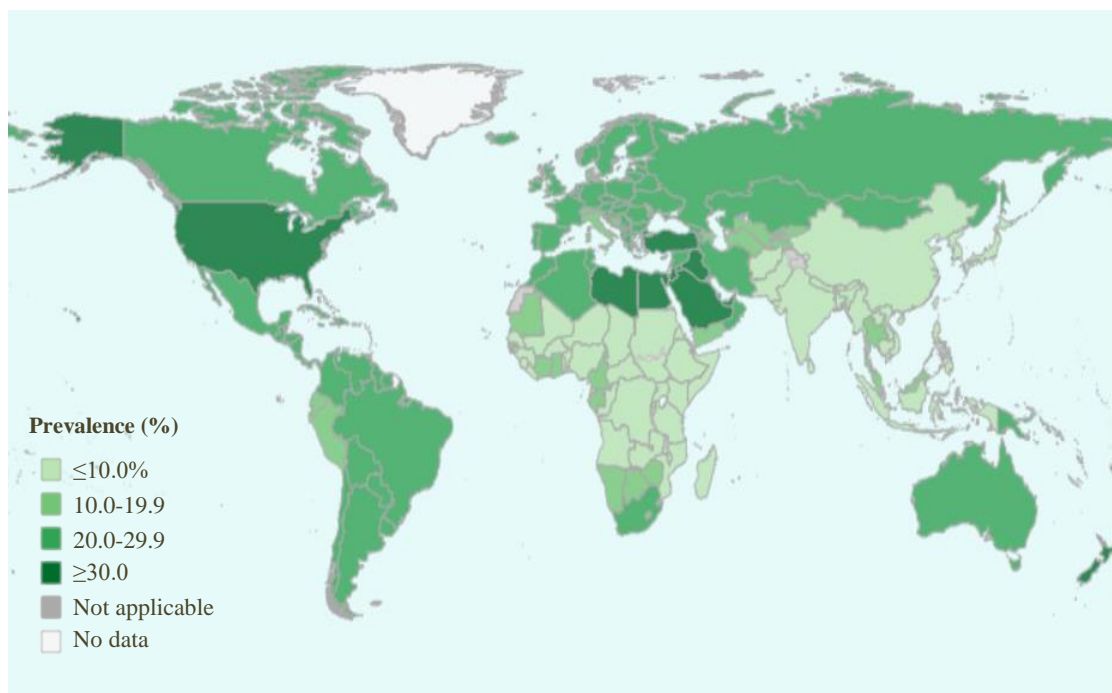 Prevalence (%)
≤10.0%
10.0-19.9
20.0-29.9
≥30.0
Not applicable
No data